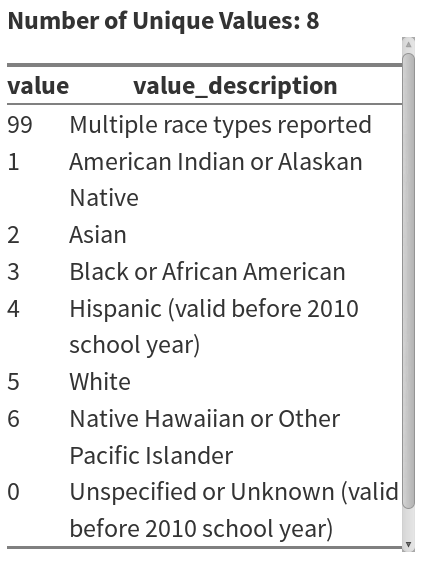 Number of Unique Values: 8
value value_description
99 Multiple race types reported
1 American Indian or Alaskan
Native
2 Asian
3 Black or African American
4 Hispanic (valid before 2010
school year)
5 White
6 Native Hawaiian or Other
Pacific Islander
0 Unspecified or Unknown (valid
before 2010 school year)